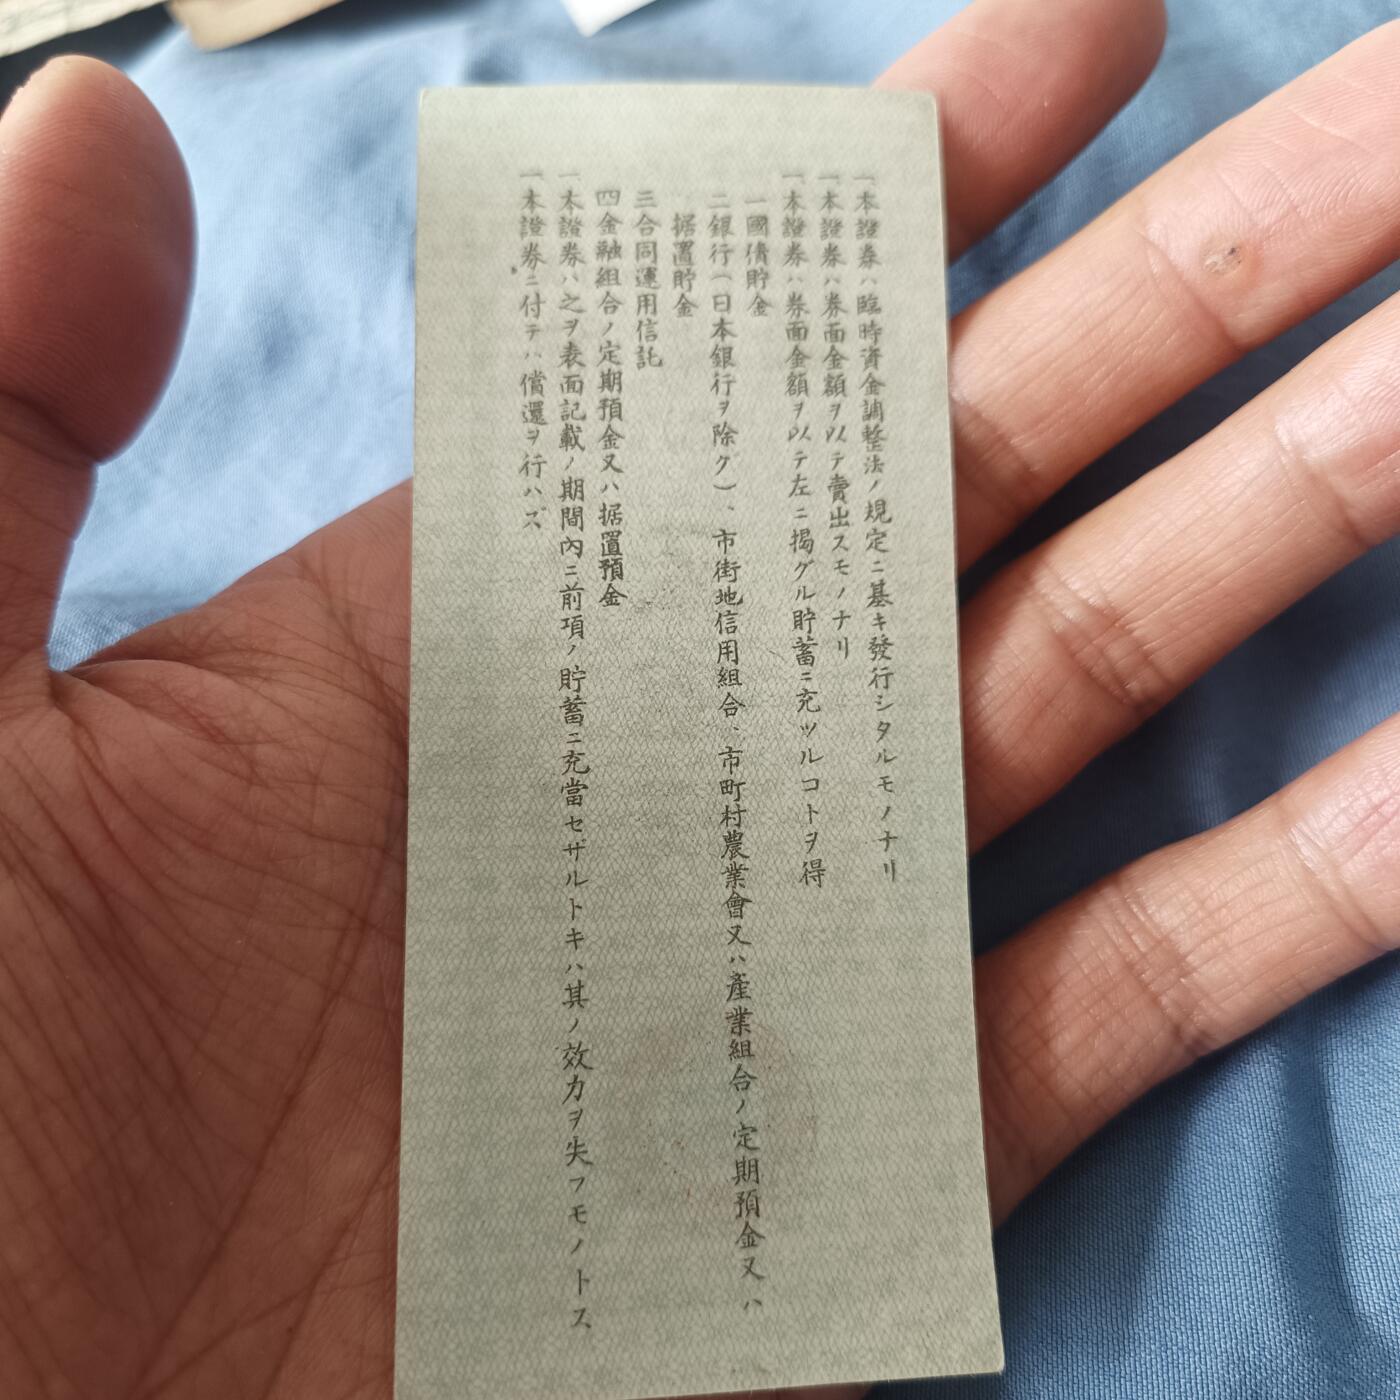 一本證券ハ臨時資金調整法ノ規定ニ基キ發行シタルモノナリ
一本證券ハ券面金額ヲ以テ賣出スモノナリ
一本證券ハ券面金額ヲ以テ左ニ揭グル貯蓄ニ充ツルコトヲ得
一國債貯金
二銀行(日本銀行ヲ除グ)、市街地信用組合、市町村農業會又ハ產業組合ノ定期預金又ハ
据置貯金
三合同運用信託
四金融組合ノ定期預金又ハ据置預金
一本證券ハ之ヲ表面記載ノ期間內ニ前項ノ貯蓄ニ充當セザルトキハ其ノ效力ヲ失フモノトス
一本證券ニ付テハ償還ヲ行ハズ